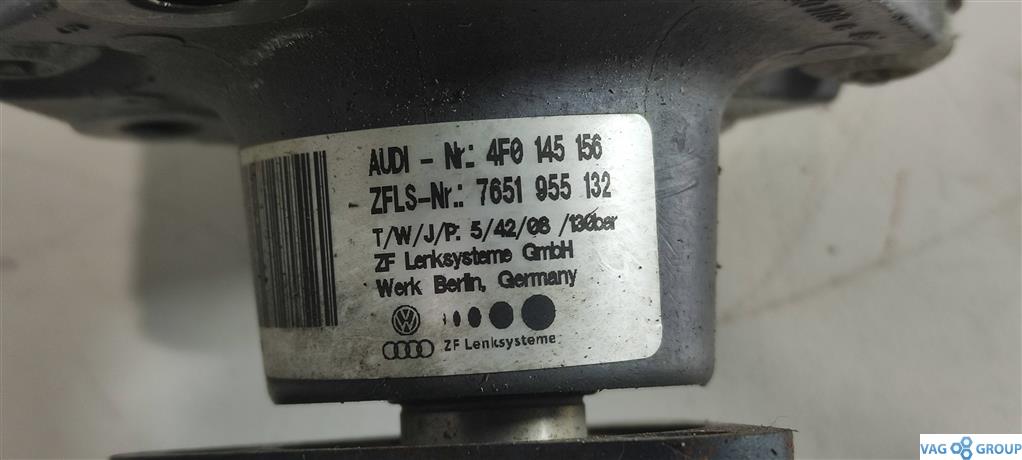 AUDI - Nr.: 4F0 145 156
ZFLS-Nr.: 7651 955 132
T/W/J/P: 5/42/08 /130bar
ZF Lenksysteme GmbH
Werk Berlin, Germany
ZF Lenksysteme
VAG GROUP